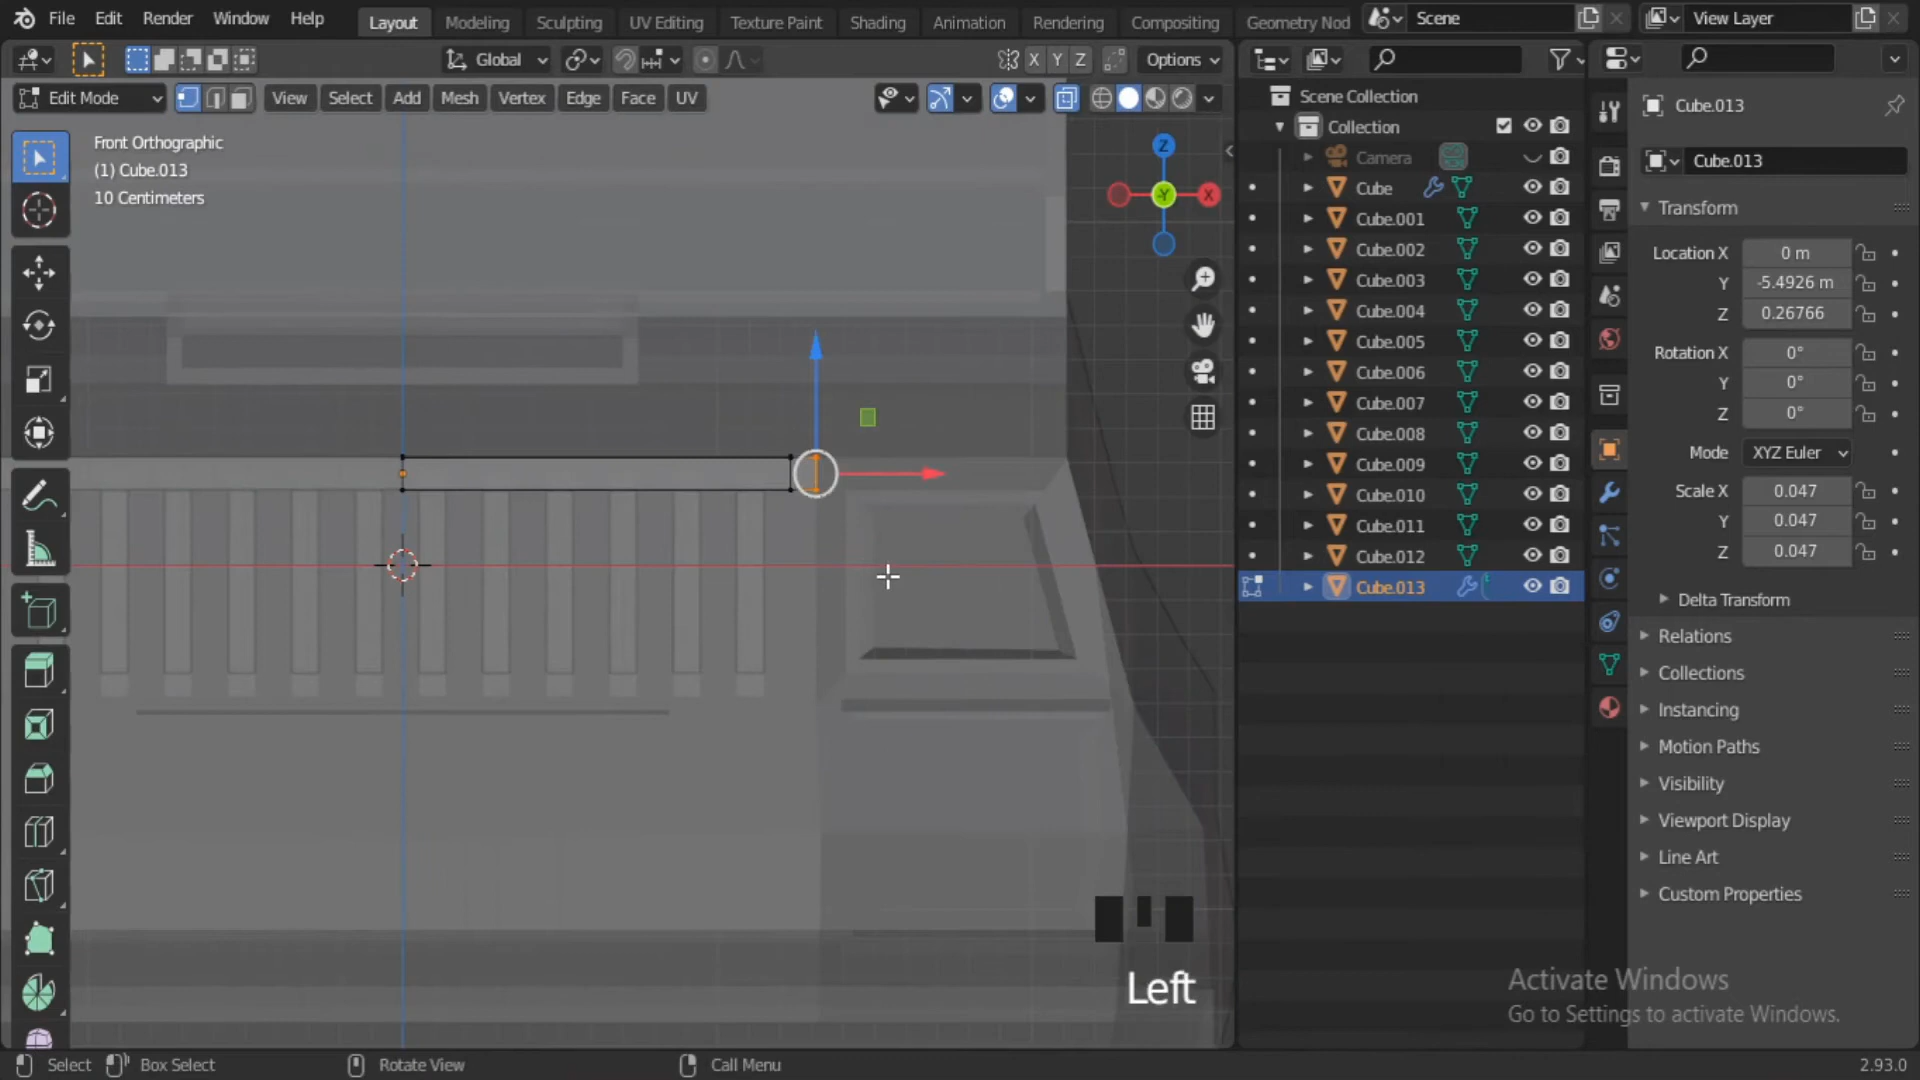 File Edit Render Window Help Layout Modeling Sculpting UV Editing Texture Paint Shading Animation Rendering Compositing Geometry Nod Scene View Layer
Global X Y Z Options
Edit Mode View Select Add Mesh Vertex Edge Face UV
Front Orthographic
(1) Cube.013
10 Centimeters
Z
-Y
X
Left
Scene Collection
Collection
Camera
Cube
Cube.001
Cube.002
Cube.003
Cube.004
Cube.005
Cube.006
Cube.007
Cube.008
Cube.009
Cube.010
Cube.011
Cube.012
Cube.013
Cube.013
Cube.013
Transform
Location X 0 m
Y -5.4926 m
Z 0.26766
Rotation X 0°
Y 0°
Z 0°
Mode XYZ Euler
Scale X 0.047
Y 0.047
Z 0.047
Delta Transform
Relations
Collections
Instancing
Motion Paths
Visibility
Viewport Display
Line Art
Custom Properties
Activate Windows
Go to Settings to activate Windows.
Select Box Select Rotate View Call Menu 2.93.0